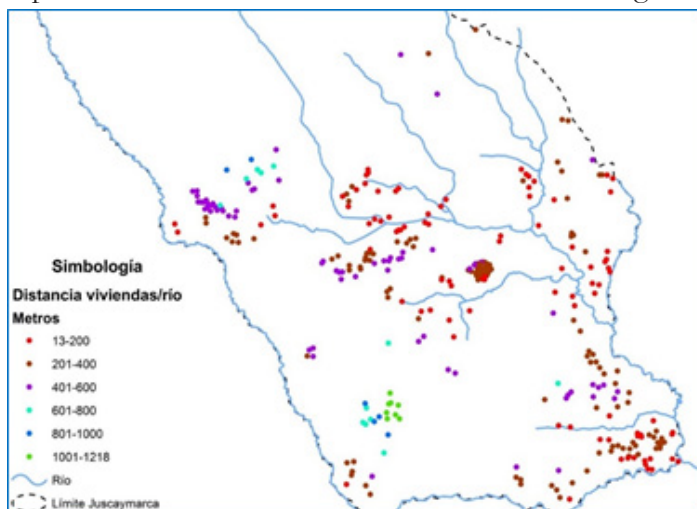 Simbología
Distancia viviendas/río
Metros
13-200
201-400
401-600
601-800
801-1000
1001-1218
Río
Límite Juscaymarca